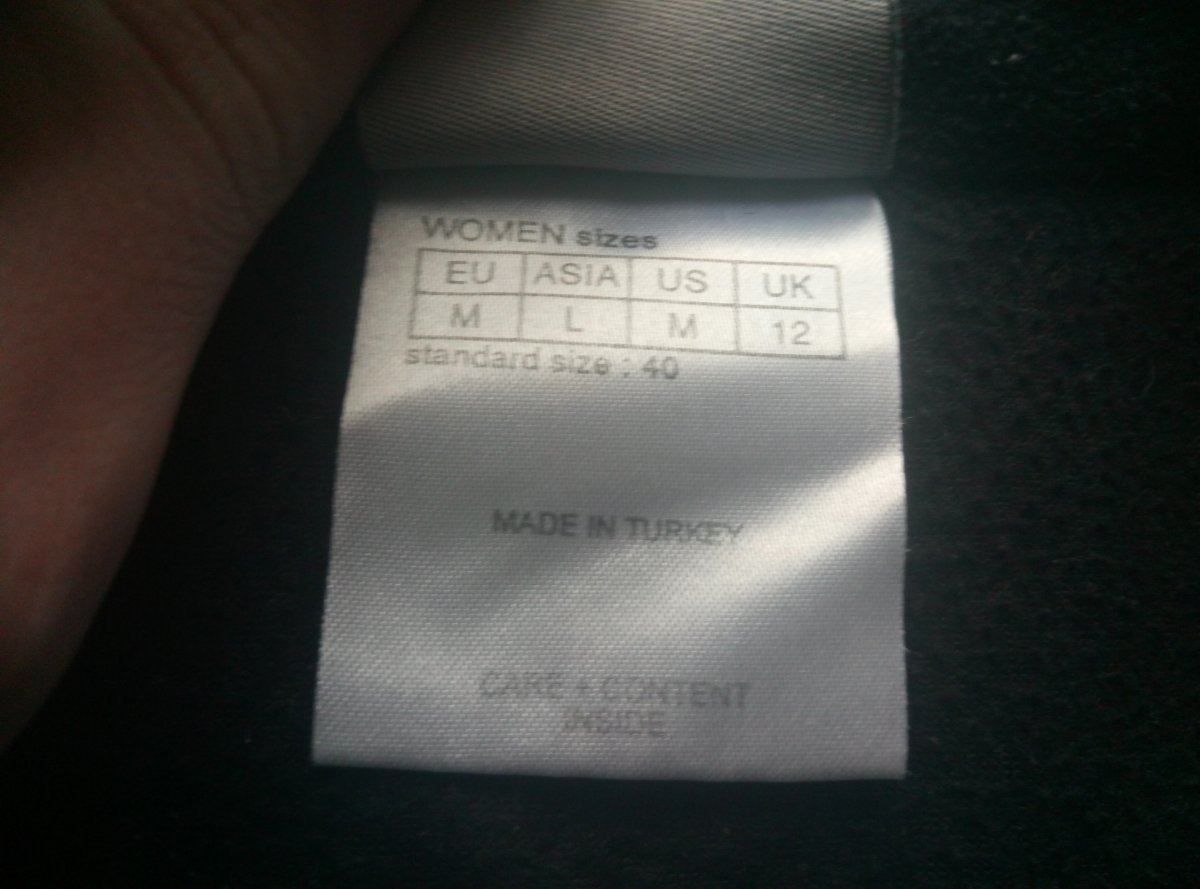 WOMEN sizes
EU ASIA US UK
M L M 12
standard size : 40
MADE IN TURKEY
CARE + CONTENT
INSIDE